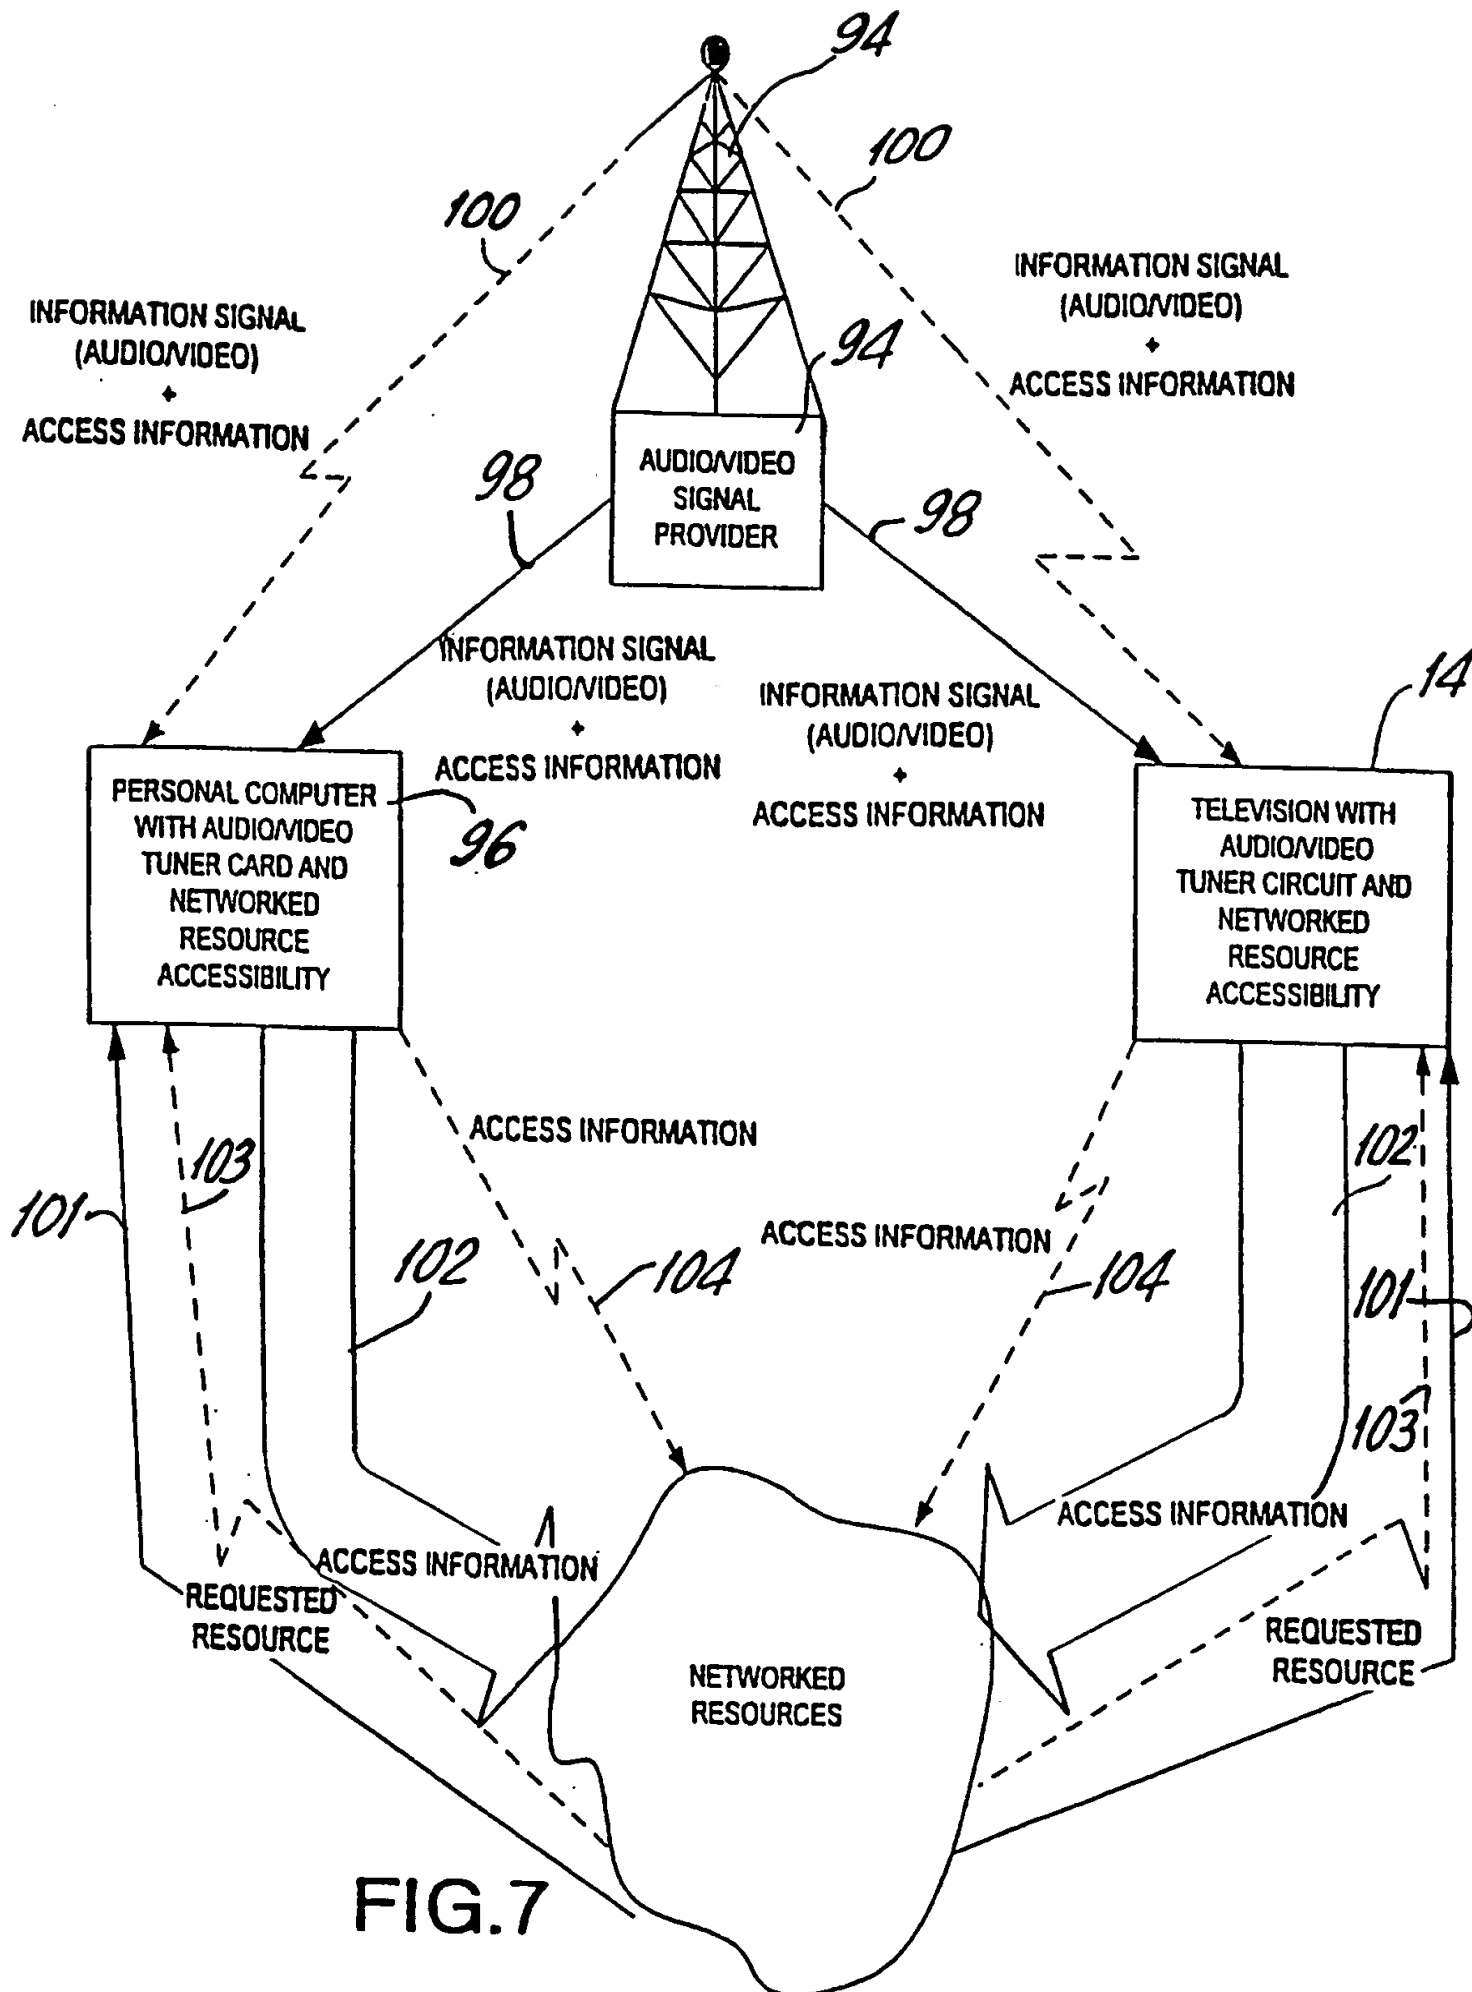 94
100
100
INFORMATION SIGNAL
(AUDIO/VIDEO)
+
ACCESS INFORMATION
INFORMATION SIGNAL
(AUDIO/VIDEO)
+
ACCESS INFORMATION
94
AUDIO/VIDEO
SIGNAL
PROVIDER
98
98
INFORMATION SIGNAL
(AUDIO/VIDEO)
+
ACCESS INFORMATION
INFORMATION SIGNAL
(AUDIO/VIDEO)
+
ACCESS INFORMATION
14
PERSONAL COMPUTER
WITH AUDIO/VIDEO
TUNER CARD AND
NETWORKED
RESOURCE
ACCESSIBILITY
96
TELEVISION WITH
AUDIO/VIDEO
TUNER CIRCUIT AND
NETWORKED
RESOURCE
ACCESSIBILITY
ACCESS INFORMATION
103
102
101
ACCESS INFORMATION
102
104
104
101
103
ACCESS INFORMATION
ACCESS INFORMATION
REQUESTED
RESOURCE
REQUESTED
RESOURCE
NETWORKED
RESOURCES
FIG.7